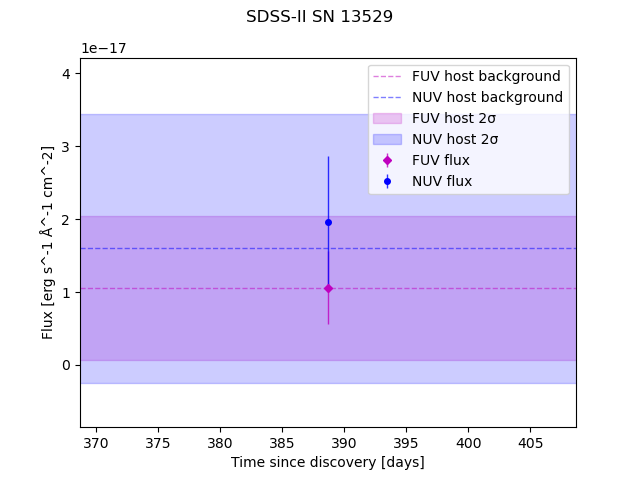 SDSS-II SN 13529
1e−17
4
3
2
1
0
Flux [erg s^-1 Å^-1 cm^-2]
FUV host background
NUV host background
FUV host 2σ
NUV host 2σ
FUV flux
NUV flux
370 375 380 385 390 395 400 405
Time since discovery [days]